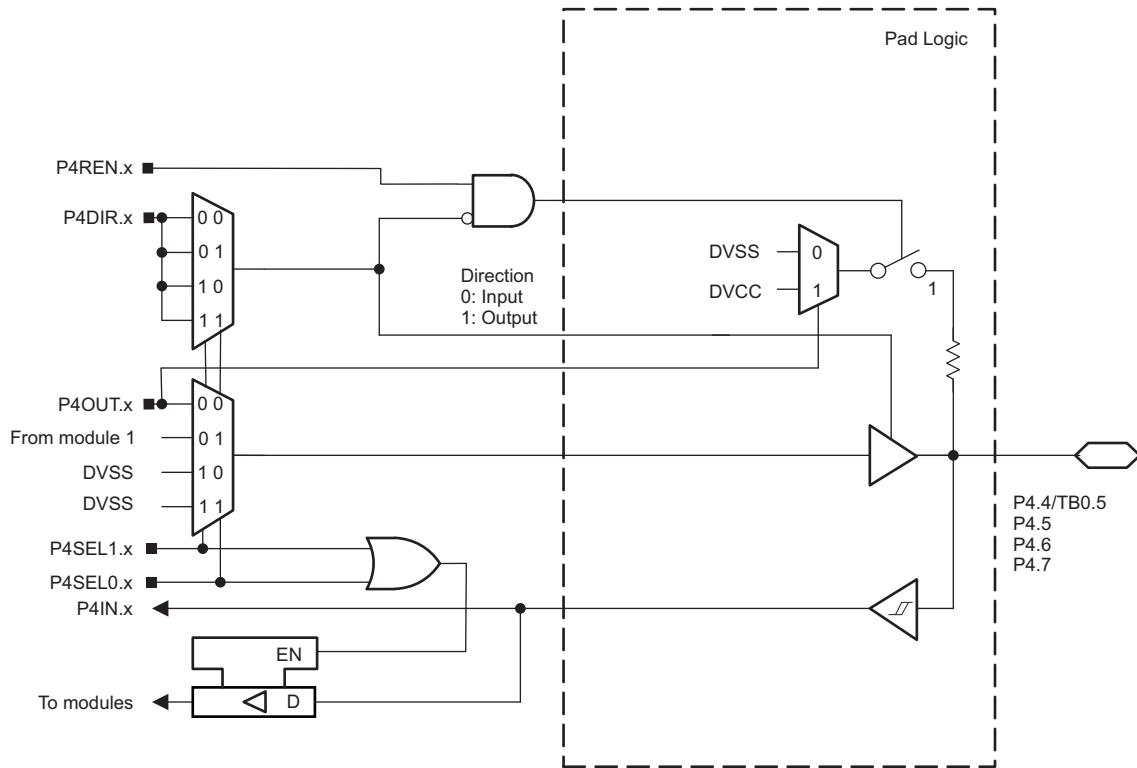 Pad Logic
P4REN.x
P4DIR.x
0 0
0 1
1 0
1 1
Direction
0: Input
1: Output
DVSS
0
DVCC
1
1
P4OUT.x
0 0
From module 1
0 1
DVSS
1 0
DVSS
1 1
P4.4/TB0.5
P4.5
P4.6
P4.7
P4SEL1.x
P4SEL0.x
P4IN.x
EN
To modules
D